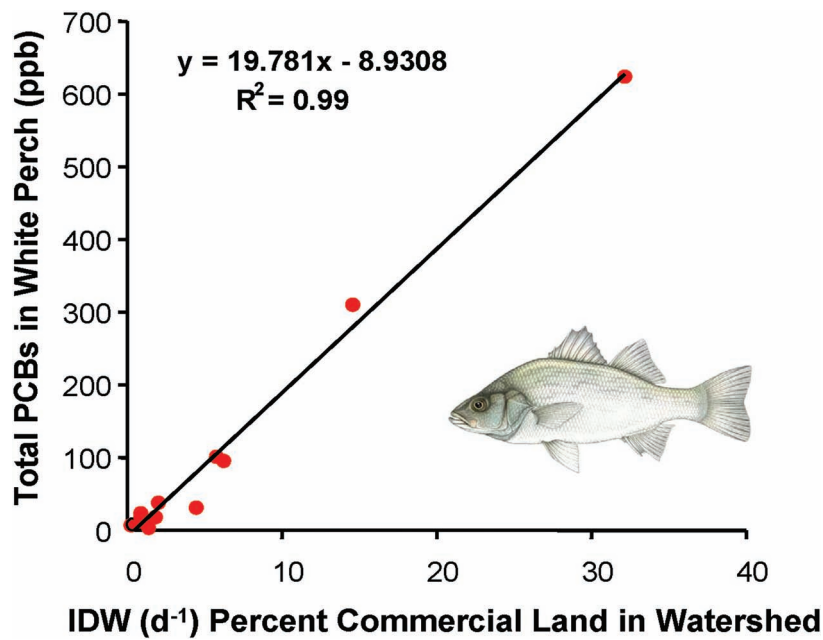 Total PCBs in White Perch (ppb)
700
600
500
400
300
200
100
0
y = 19.781x - 8.9308
R² = 0.99
0 10 20 30 40
IDW (d⁻¹) Percent Commercial Land in Watershed